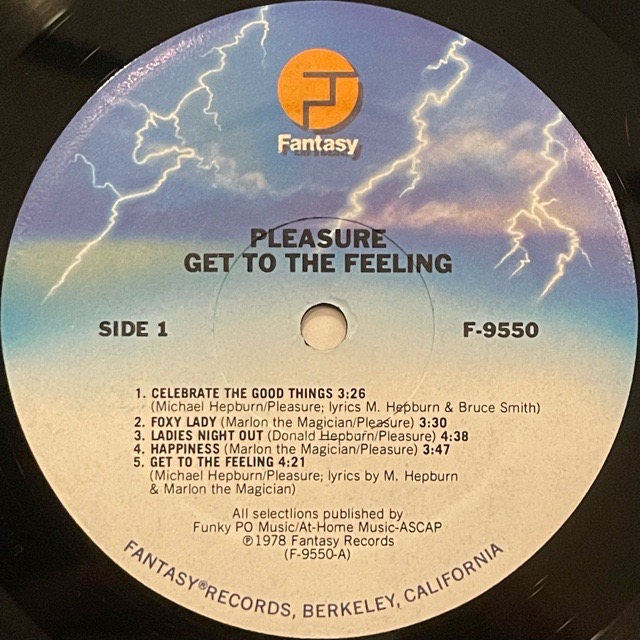 Fantasy
PLEASURE
GET TO THE FEELING
SIDE 1
F-9550
1. CELEBRATE THE GOOD THINGS 3:26
(Michael Hepburn/Pleasure; lyrics M. Hepburn & Bruce Smith)
2. FOXY LADY (Marlon the Magician/Pleasure) 3:30
3. LADIES NIGHT OUT (Donald Hepburn/Pleasure) 4:38
4. HAPPINESS (Marlon the Magician/Pleasure) 3:47
5. GET TO THE FEELING 4:21
(Michael Hepburn/Pleasure; lyrics by M. Hepburn
& Marlon the Magician)
All selectIions published by
Funky PO Music/At-Home Music-ASCAP
℗1978 Fantasy Records
(F-9550-A)
FANTASY®RECORDS, BERKELEY, CALIFORNIA